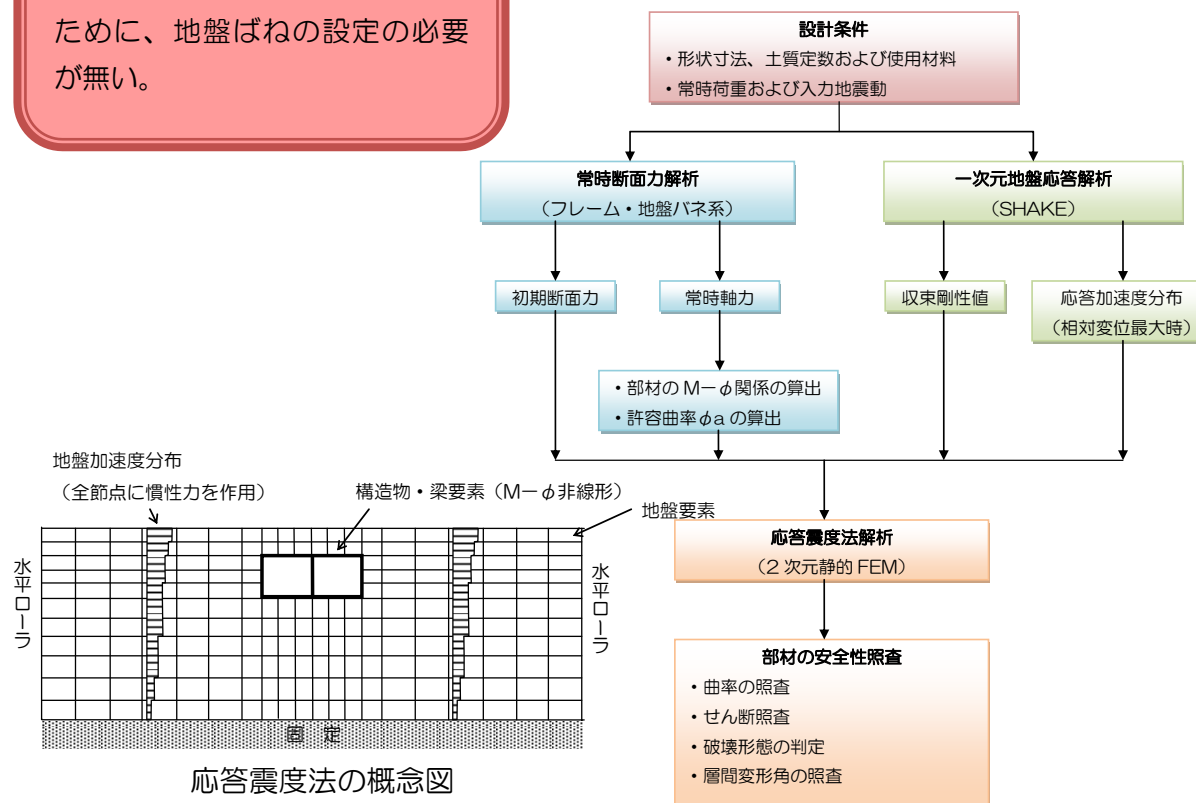 ために、地盤ばねの設定の必要
が無い。
設計条件
・形状寸法、土質定数および使用材料
・常時荷重および入力地震動
常時断面力解析
（フレーム・地盤バネ系）
一次元地盤応答解析
（SHAKE）
初期断面力
常時軸力
収束剛性値
応答加速度分布
（相対変位最大時）
・部材のM－φ関係の算出
・許容曲率φaの算出
地盤加速度分布
（全節点に慣性力を作用）
構造物・梁要素（M－φ非線形）
地盤要素
水平ローラ
水平ローラ
固 定
応答震度法の概念図
応答震度法解析
（2次元静的FEM）
部材の安全性照査
・曲率の照査
・せん断照査
・破壊形態の判定
・層間変形角の照査